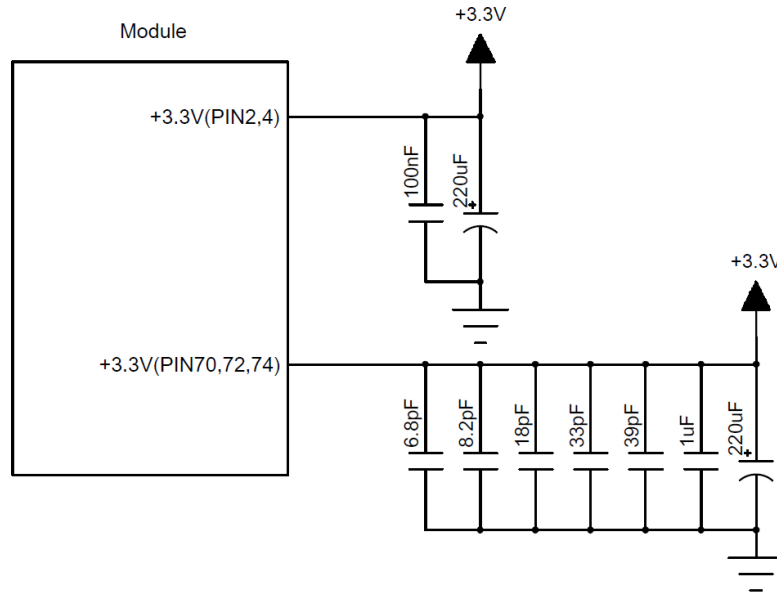 Module
+3.3V
+3.3V(PIN2,4)
100nF
220uF
+
+3.3V
+3.3V(PIN70,72,74)
6.8pF
8.2pF
18pF
33pF
39pF
1uF
220uF
+